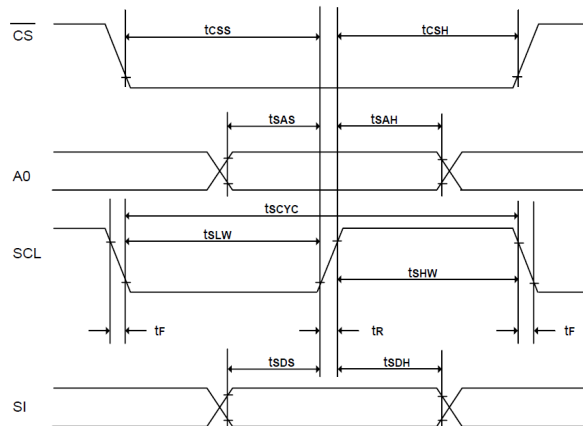 CS
tCSS
tCSH
tSAS
tSAH
A0
tSCYC
SCL
tSLW
tSHW
tF
tR
tF
tSDS
tSDH
SI